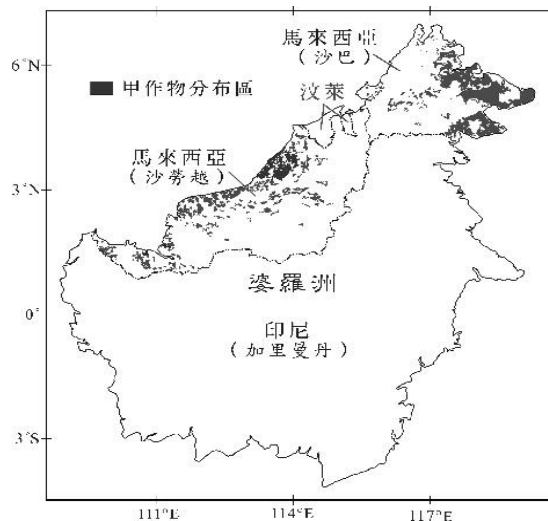 6°N
馬來西亞
(沙巴)
甲作物分布區
汶萊
馬來西亞
(沙勞越)
3°N
婆羅洲
0°
印尼
(加里曼丹)
3°S
111°E
114°E
117°E